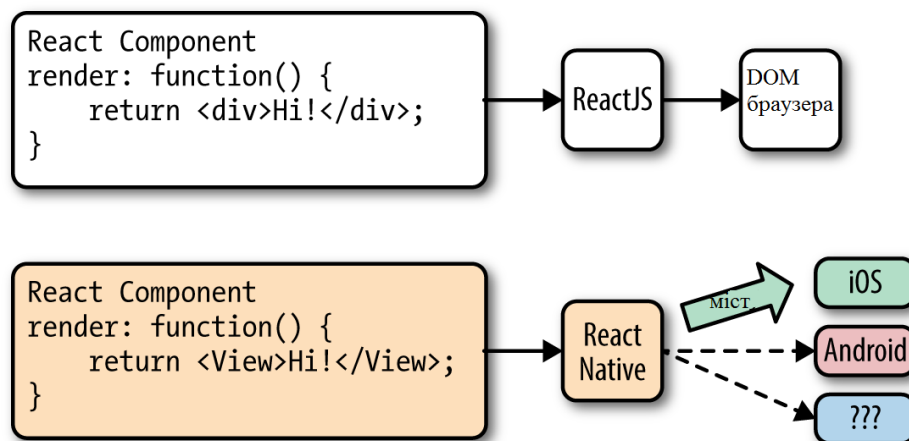 React Component
render: function() {
    return <div>Hi!</div>;
}
ReactJS
DOM
браузера
React Component
render: function() {
    return <View>Hi!</View>;
}
React
Native
міст
iOS
Android
???